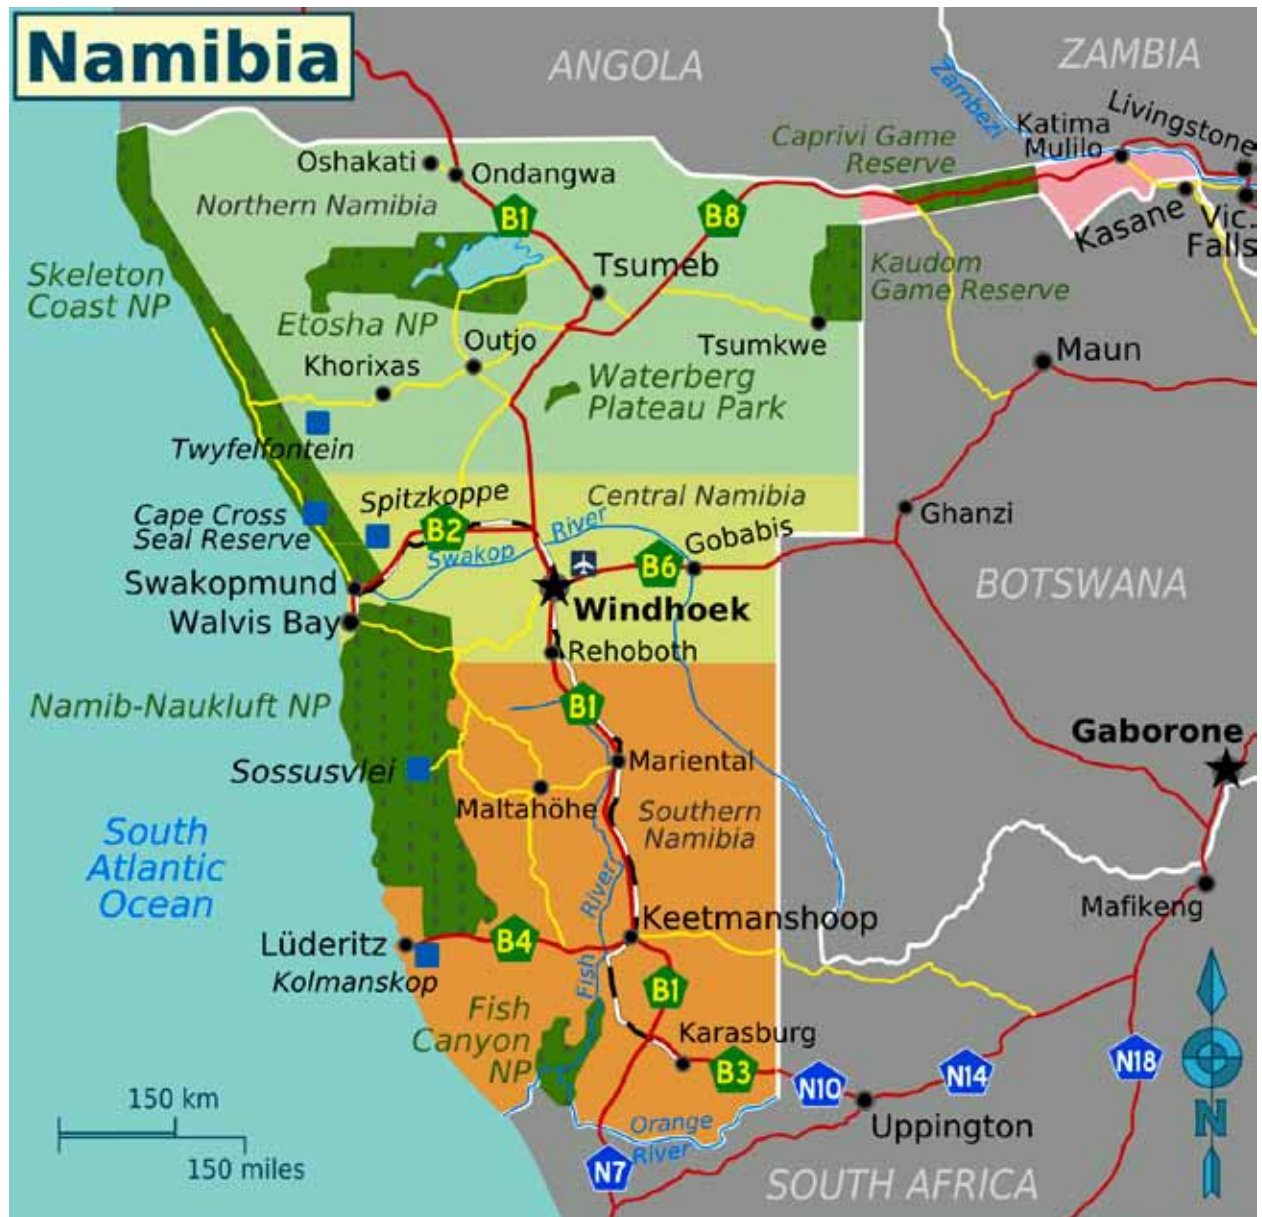 Namibia
ANGOLA
ZAMBIA
Zambezi
Livingstone
Katima
Mulilo
Caprivi Game
Reserve
Oshakati
Ondangwa
Northern Namibia
B1
B8
Kasane
Vic.
Falls
Skeleton
Coast NP
Tsumeb
Kaudom
Game Reserve
Etosha NP
Outjo
Tsumkwe
Maun
Khorixas
Waterberg
Plateau Park
Twyfelfontein
Spitzkoppe
Central Namibia
Cape Cross
Seal Reserve
B2
Swakop
River
Gobabis
Ghanzi
B6
Swakopmund
Windhoek
BOTSWANA
Walvis Bay
Rehoboth
Namib-Naukluft NP
B1
Gaborone
Sossusvlei
Mariental
Maltahöhe
Southern
Namibia
South
Atlantic
Ocean
River
Keetmanshoop
Mafikeng
Lüderitz
B4
Kolmanskop
Fish
B1
Fish
Canyon
NP
Karasburg
B3
N10
N14
N18
150 km
150 miles
Orange
River
Uppington
N
N7
SOUTH AFRICA